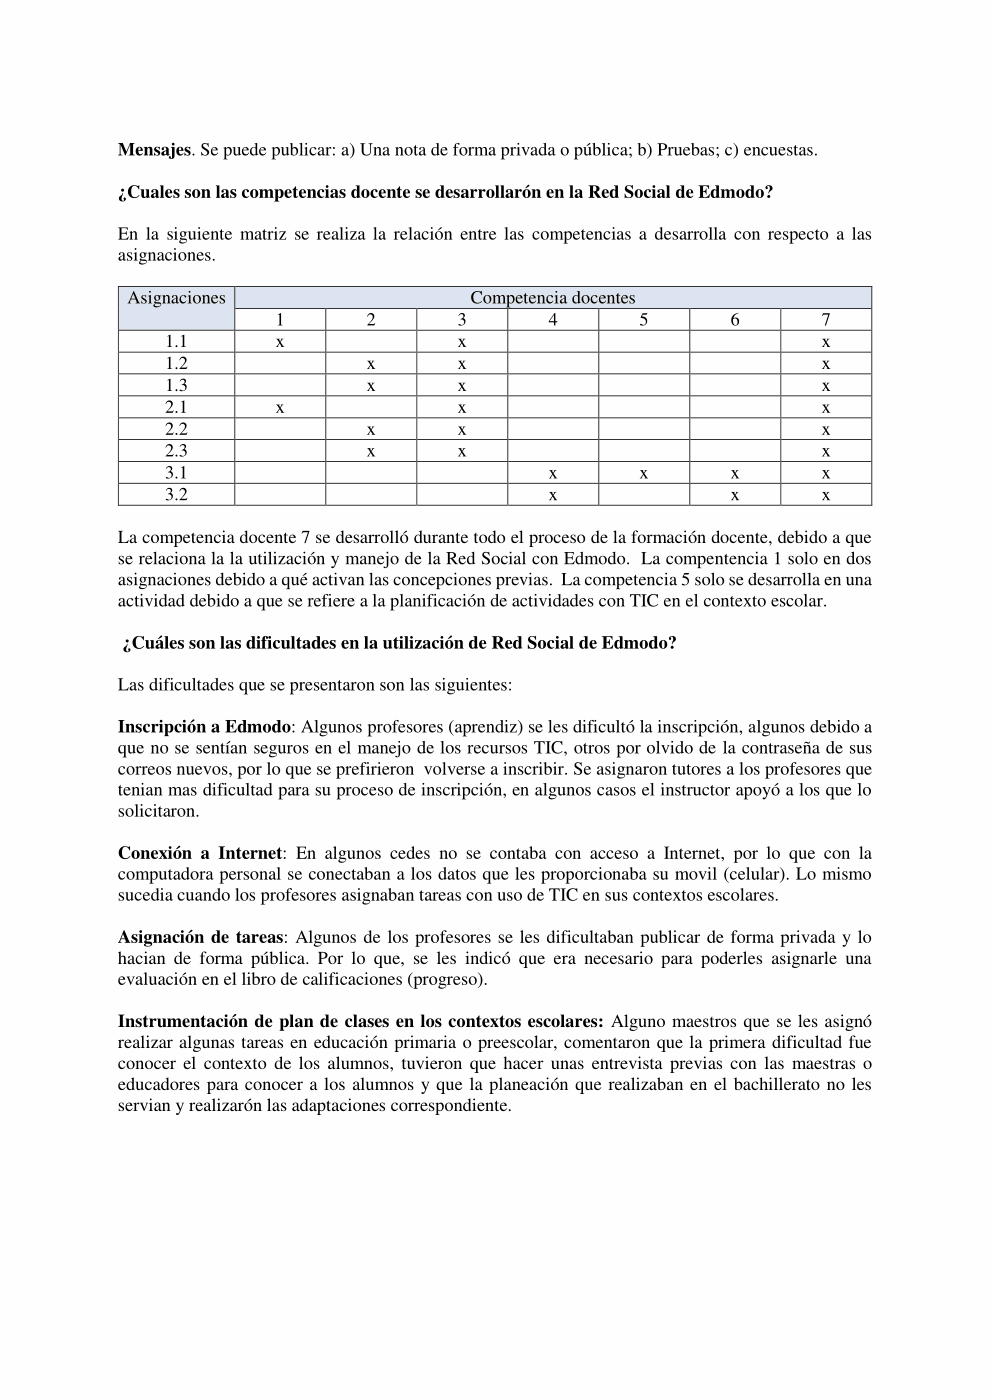 Mensajes. Se puede publicar: a) Una nota de forma privada o pública; b) Pruebas; c) encuestas.
¿Cuales son las competencias docente se desarrollarón en la Red Social de Edmodo?
En la siguiente matriz se realiza la relación entre las competencias a desarrolla con respecto a las
asignaciones.
Asignaciones Competencia docentes
1 2 3 4 5 6 7
1.1 x x x
1.2 x x x
1.3 x x x
2.1 x x x
2.2 x x x
2.3 x x x
3.1 x x x x
3.2 x x x
La competencia docente 7 se desarrolló durante todo el proceso de la formación docente, debido a que
se relaciona la la utilización y manejo de la Red Social con Edmodo. La compentencia 1 solo en dos
asignaciones debido a qué activan las concepciones previas. La competencia 5 solo se desarrolla en una
actividad debido a que se refiere a la planificación de actividades con TIC en el contexto escolar.
¿Cuáles son las dificultades en la utilización de Red Social de Edmodo?
Las dificultades que se presentaron son las siguientes:
Inscripción a Edmodo: Algunos profesores (aprendiz) se les dificultó la inscripción, algunos debido a
que no se sentían seguros en el manejo de los recursos TIC, otros por olvido de la contraseña de sus
correos nuevos, por lo que se prefirieron volverse a inscribir. Se asignaron tutores a los profesores que
tenian mas dificultad para su proceso de inscripción, en algunos casos el instructor apoyó a los que lo
solicitaron.
Conexión a Internet: En algunos cedes no se contaba con acceso a Internet, por lo que con la
computadora personal se conectaban a los datos que les proporcionaba su movil (celular). Lo mismo
sucedia cuando los profesores asignaban tareas con uso de TIC en sus contextos escolares.
Asignación de tareas: Algunos de los profesores se les dificultaban publicar de forma privada y lo
hacian de forma pública. Por lo que, se les indicó que era necesario para poderles asignarle una
evaluación en el libro de calificaciones (progreso).
Instrumentación de plan de clases en los contextos escolares: Alguno maestros que se les asignó
realizar algunas tareas en educación primaria o preescolar, comentaron que la primera dificultad fue
conocer el contexto de los alumnos, tuvieron que hacer unas entrevista previas con las maestras o
educadores para conocer a los alumnos y que la planeación que realizaban en el bachillerato no les
servian y realizarón las adaptaciones correspondiente.